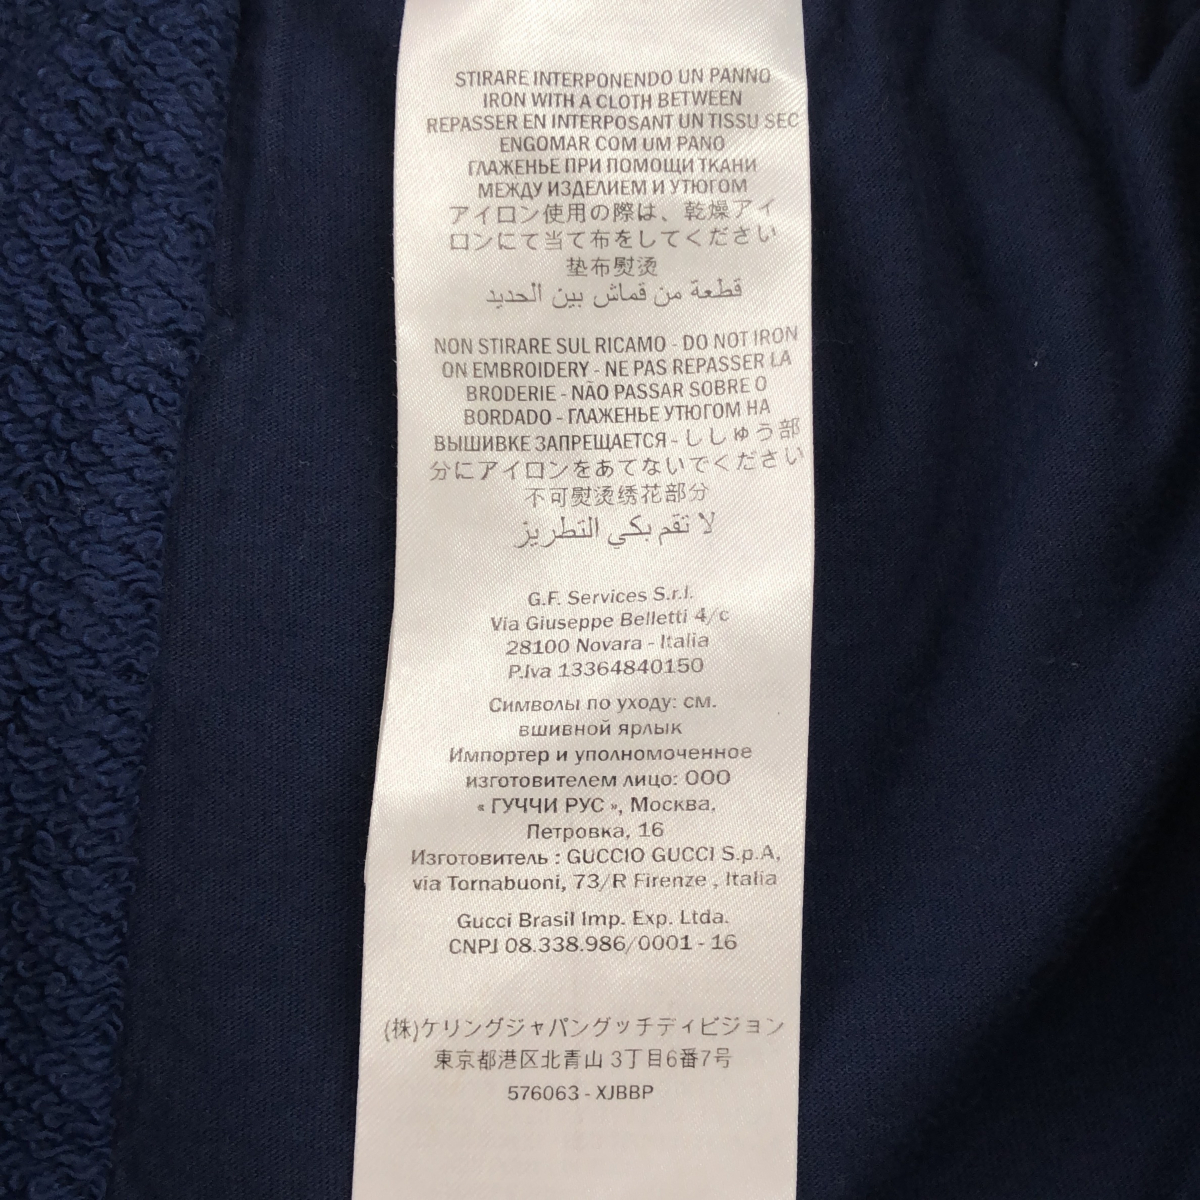 STIRARE INTERPONENDO UN PANNO
IRON WITH A CLOTH BETWEEN
REPASSER EN INTERPOSANT UN TISSU SEC
ENGOMAR COM UM PANO
ГЛАЖЕНЬЕ ПРИ ПОМОЩИ ТКАНИ
МЕЖДУ ИЗДЕЛИЕМ И УТЮГОМ
アイロン使用の際は、乾燥アイ
ロンにて当て布をしてください
垫布熨烫
قطعة من قماش بين الحديد
NON STIRARE SUL RICAMO - DO NOT IRON
ON EMBROIDERY - NE PAS REPASSER LA
BRODERIE - NÃO PASSAR SOBRE O
BORDADO - ГЛАЖЕНЬЕ УТЮГОМ НА
ВЫШИВКЕ ЗАПРЕЩАЕТСЯ - ししゅう部
分にアイロンをあてないでください
不可熨烫绣花部分
لا تقم بكي التطريز
G.F. Services S.r.l.
Via Giuseppe Belletti 4/c
28100 Novara - Italia
P.Iva 13364840150
Символы по уходу: см.
вшивной ярлык
Импортер и уполномоченное
изготовителем лицо: ООО
« ГУЧЧИ РУС », Москва,
Петровка, 16
Изготовитель : GUCCIO GUCCI S.p.A,
via Tornabuoni, 73/R Firenze , Italia
Gucci Brasil Imp. Exp. Ltda.
CNPJ 08.338.986/0001 - 16
(株)ケリングジャパングッチディビジョン
東京都港区北青山 3丁目6番7号
576063 - XJBBP